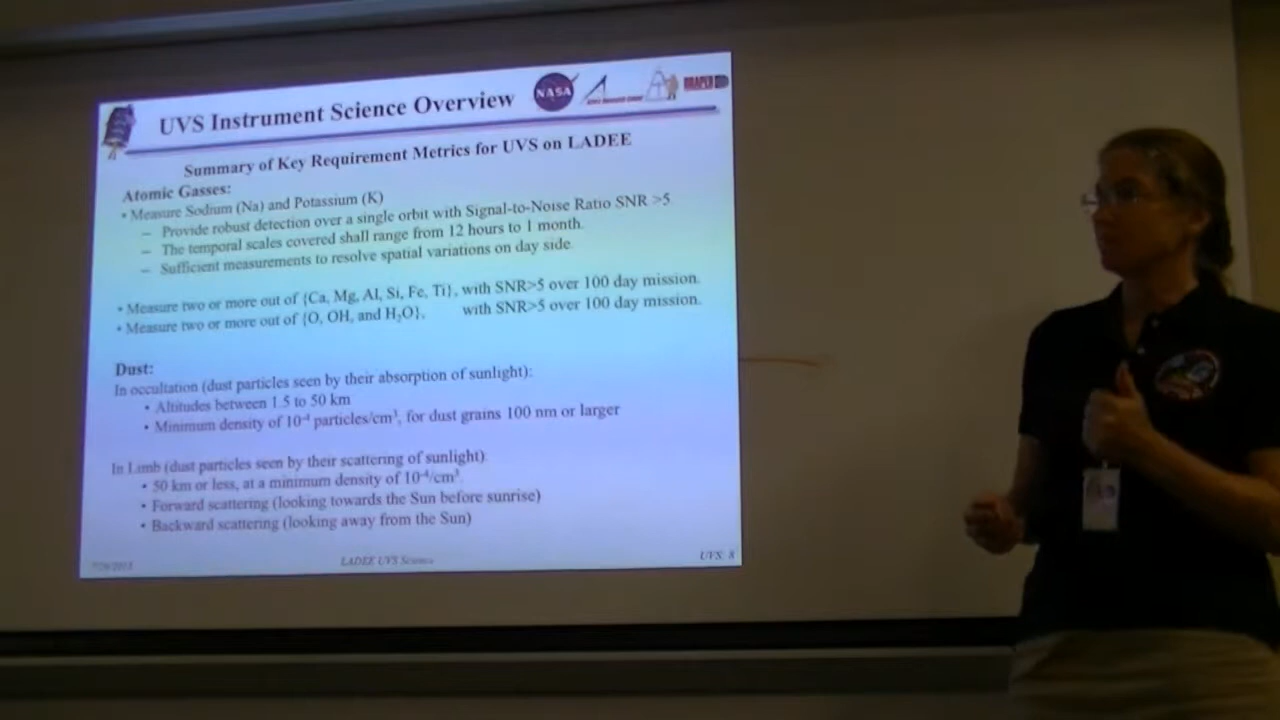 UVS Instrument Science Overview
NASA
DRAPER
Summary of Key Requirement Metrics for UVS on LADEE
Atomic Gasses:
• Measure Sodium (Na) and Potassium (K)
– Provide robust detection over a single orbit with Signal-to-Noise Ratio SNR >5
– The temporal scales covered shall range from 12 hours to 1 month.
– Sufficient measurements to resolve spatial variations on day side.
• Measure two or more out of {Ca, Mg, Al, Si, Fe, Ti}, with SNR>5 over 100 day mission.
• Measure two or more out of {O, OH, and H₂O}, with SNR>5 over 100 day mission.
Dust:
In occultation (dust particles seen by their absorption of sunlight):
• Altitudes between 1.5 to 50 km
• Minimum density of 10⁻⁴ particles/cm³, for dust grains 100 nm or larger
In Limb (dust particles seen by their scattering of sunlight)
• 50 km or less, at a minimum density of 10⁻⁴/cm³.
• Forward scattering (looking towards the Sun before sunrise)
• Backward scattering (looking away from the Sun)
LADEE UVS Science
UVS 8